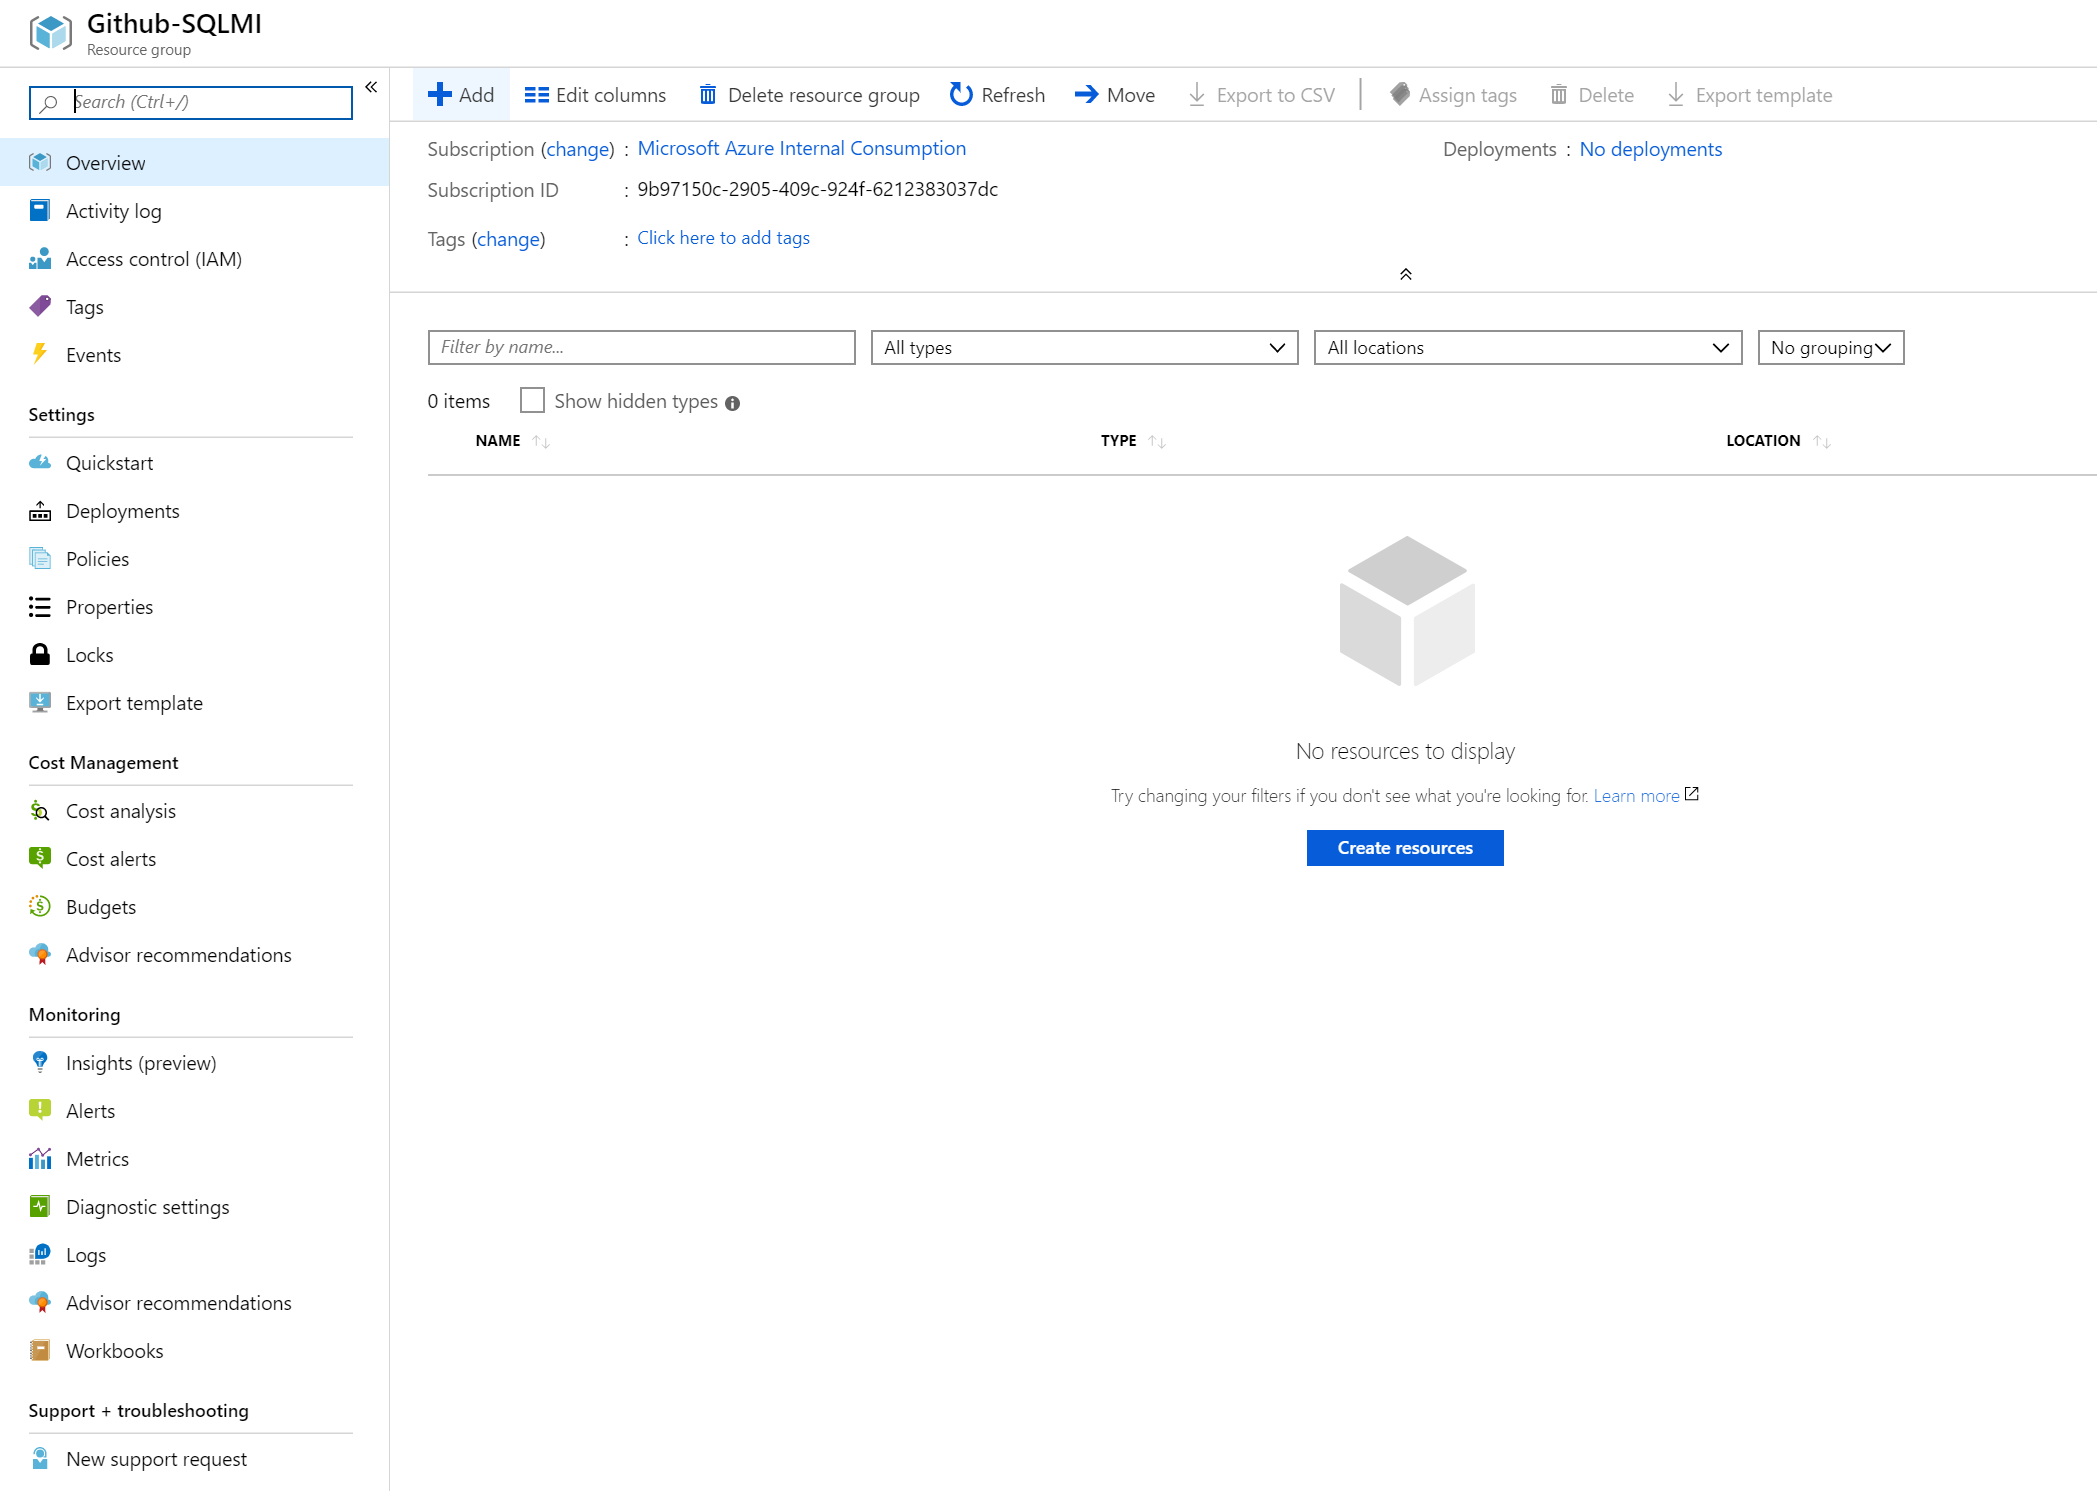 Github-SQLMI
Resource group
Search (Ctrl+/)
«
Overview
Activity log
Access control (IAM)
Tags
Events
Settings
Quickstart
Deployments
Policies
Properties
Locks
Export template
Cost Management
Cost analysis
Cost alerts
Budgets
Advisor recommendations
Monitoring
Insights (preview)
Alerts
Metrics
Diagnostic settings
Logs
Advisor recommendations
Workbooks
Support + troubleshooting
New support request
Add Edit columns Delete resource group Refresh Move Export to CSV Assign tags Delete Export template
Subscription (change) : Microsoft Azure Internal Consumption Deployments : No deployments
Subscription ID : 9b97150c-2905-409c-924f-6212383037dc
Tags (change) : Click here to add tags
Filter by name... All types All locations No grouping
0 items Show hidden types
NAME TYPE LOCATION
No resources to display
Try changing your filters if you don't see what you're looking for. Learn more
Create resources